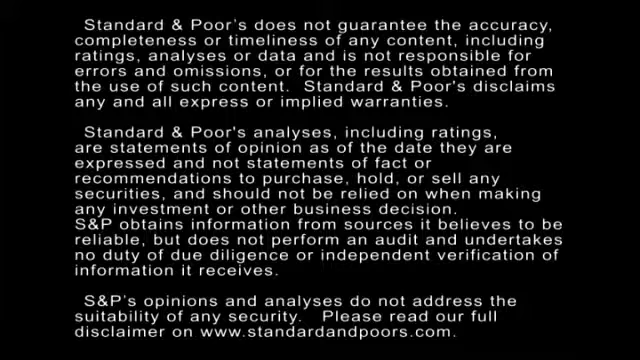 Standard & Poor's does not guarantee the accuracy,
completeness or timeliness of any content, including
ratings, analyses or data and is not responsible for
errors and omissions, or for the results obtained from
the use of such content. Standard & Poor's disclaims
any and all express or implied warranties.
Standard & Poor's analyses, including ratings,
are statements of opinion as of the date they are
expressed and not statements of fact or
recommendations to purchase, hold, or sell any
securities, and should not be relied on when making
any investment or other business decision.
S&P obtains information from sources it believes to be
reliable, but does not perform an audit and undertakes
no duty of due diligence or independent verification of
information it receives.
S&P's opinions and analyses do not address the
suitability of any security. Please read our full
disclaimer on www.standardandpoors.com.